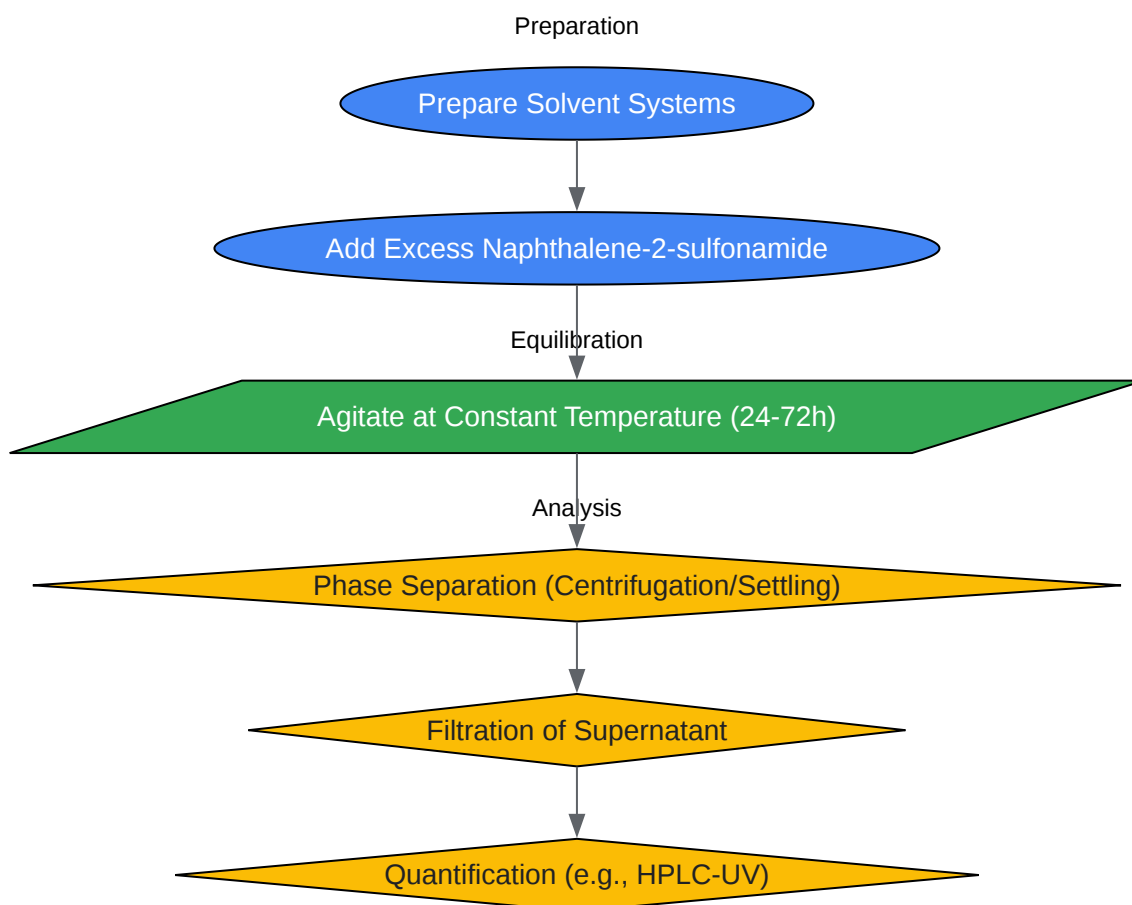 Preparation
Prepare Solvent Systems
Add Excess Naphthalene-2-sulfonamide
Equilibration
Agitate at Constant Temperature (24-72h)
Analysis
Phase Separation (Centrifugation/Settling)
Filtration of Supernatant
Quantification (e.g., HPLC-UV)